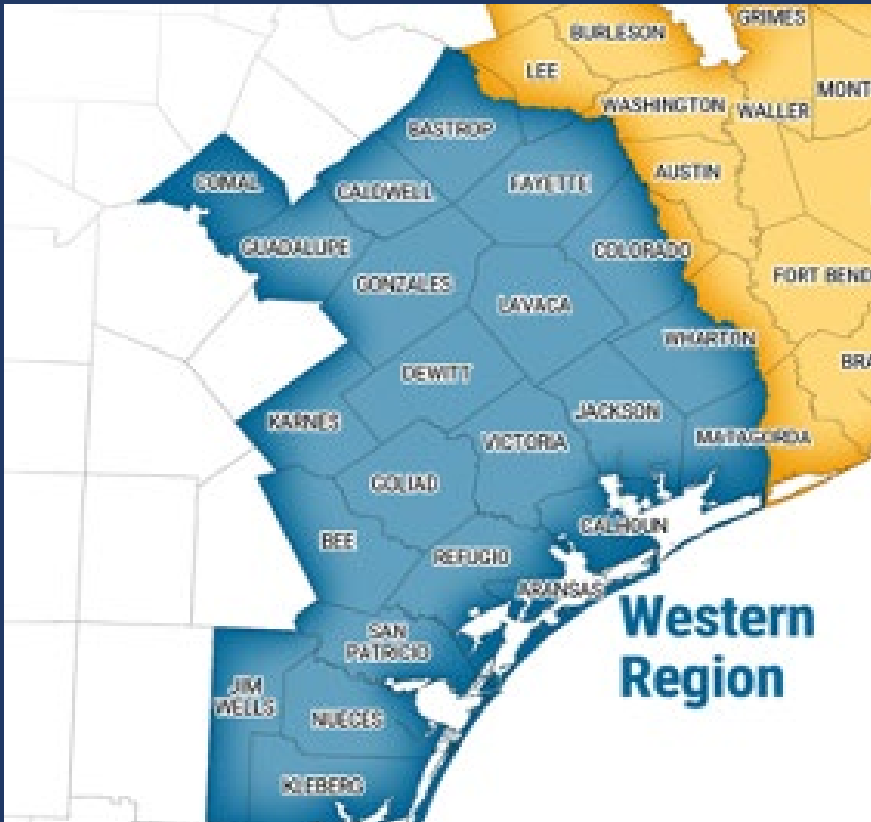 GRIMES
BURLESON
LEE
MONT
WASHINGTON
WALLER
BASTROP
AUSTIN
COMAL
CALDWELL
FAYETTE
GUADALUPE
COLORADO
FORT BEND
GONZALES
LAVACA
WHARTON
BRA
DEWITT
JACKSON
KARNES
VICTORIA
MATAGORDA
GOLIAD
CALHOUN
BEE
REFUGIO
ARANSAS
Western
Region
SAN
PATRICIO
JIM
WELLS
NUECES
KLEBERG